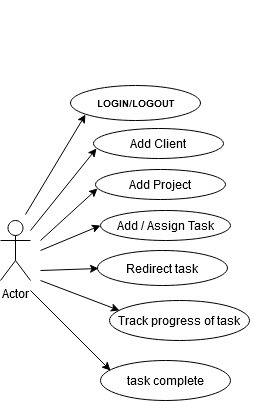 LOGIN/LOGOUT
Add Client
Add Project
Add / Assign Task
Redirect task
Actor
Track progress of task
task complete